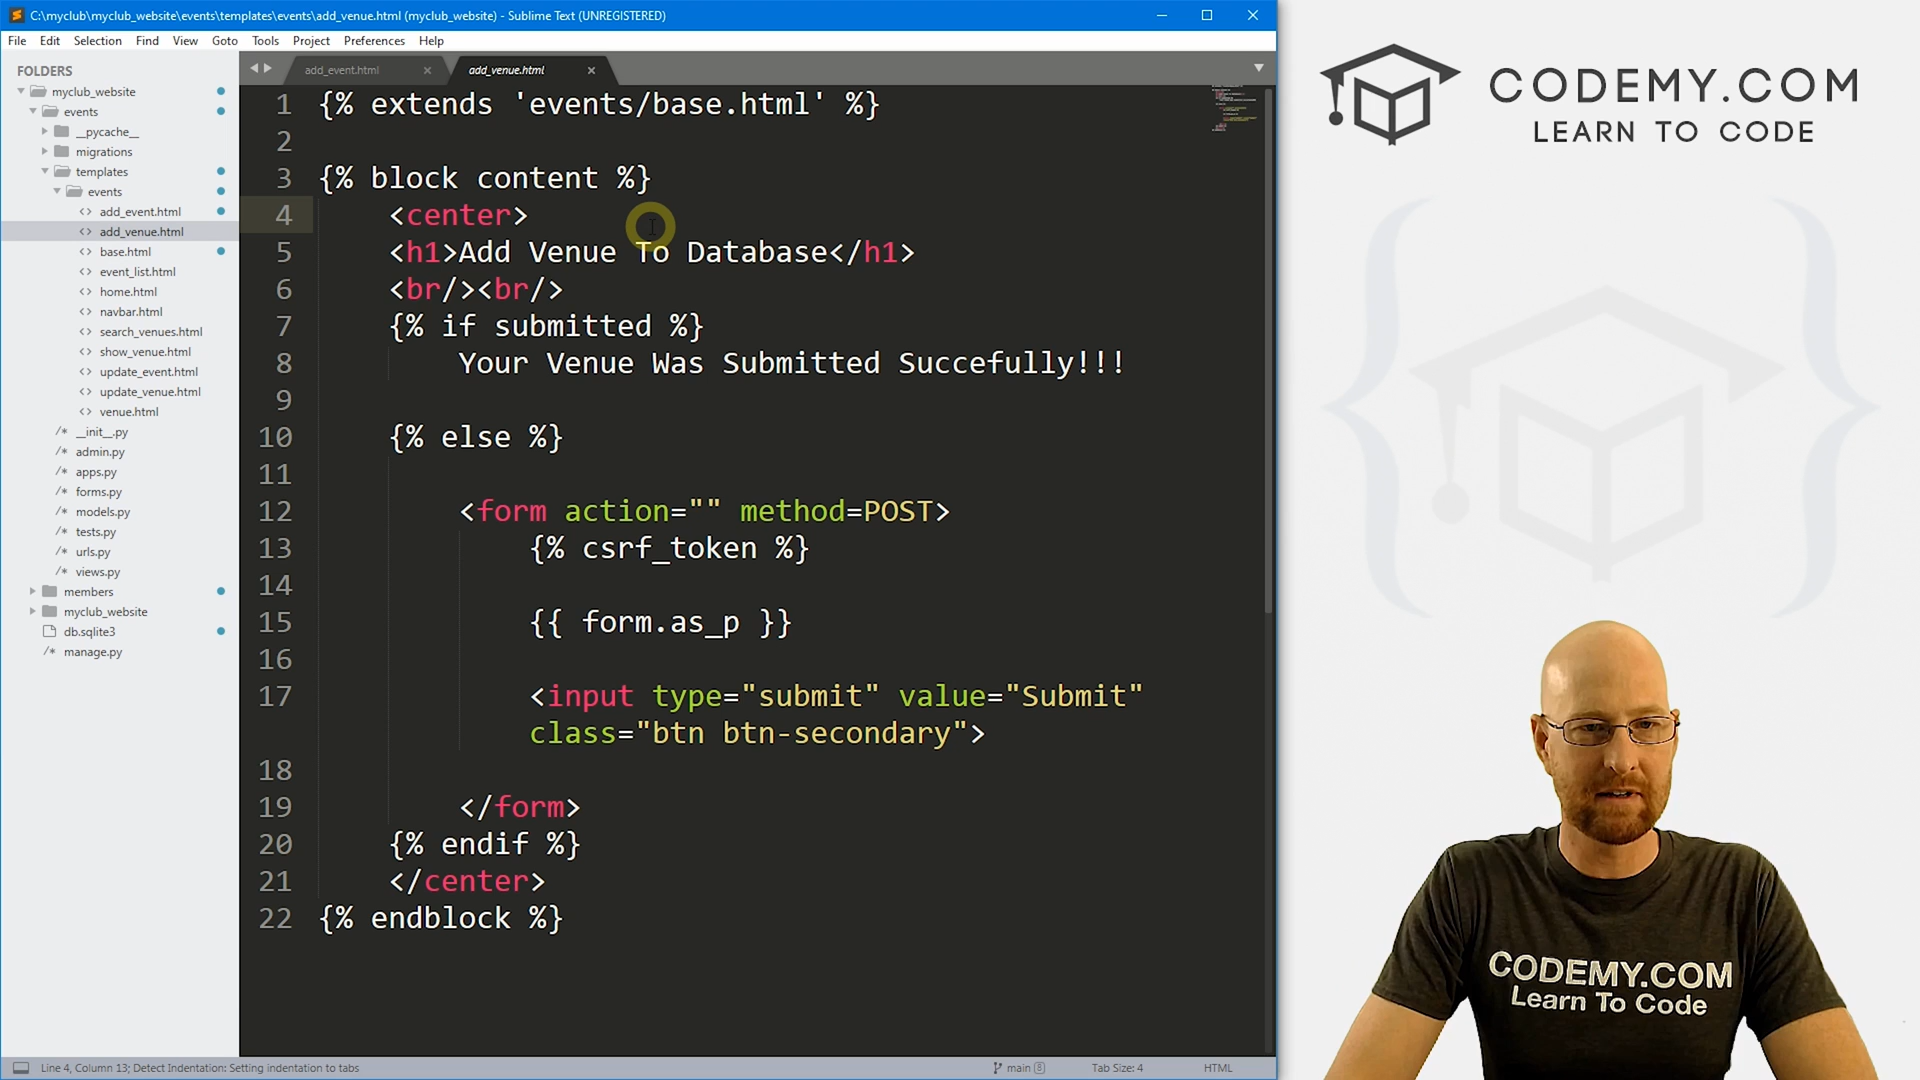 C:\myclub\myclub_website\events\templates\events\add_venue.html (myclub_website) - Sublime Text (UNREGISTERED)
File Edit Selection Find View Goto Tools Project Preferences Help
FOLDERS
myclub_website
events
__pycache__
migrations
templates
events
add_event.html
add_venue.html
base.html
event_list.html
home.html
navbar.html
search_venues.html
show_venue.html
update_event.html
update_venue.html
venue.html
__init__.py
admin.py
apps.py
forms.py
models.py
tests.py
urls.py
views.py
members
myclub_website
db.sqlite3
manage.py
add_event.html add_venue.html
1 {% extends 'events/base.html' %}
2
3 {% block content %}
4 <center>
5 <h1>Add Venue To Database</h1>
6 <br/><br/>
7 {% if submitted %}
8 Your Venue Was Submitted Succefully!!!
9
10 {% else %}
11
12 <form action="" method=POST>
13 {% csrf_token %}
14
15 {{ form.as_p }}
16
17 <input type="submit" value="Submit"
class="btn btn-secondary">
18
19 </form>
20 {% endif %}
21 </center>
22 {% endblock %}
Line 4, Column 13; Detect Indentation: Setting indentation to tabs
main 8
Tab Size: 4
HTML
CODEMY.COM
LEARN TO CODE
CODEMY.COM
Learn To Code